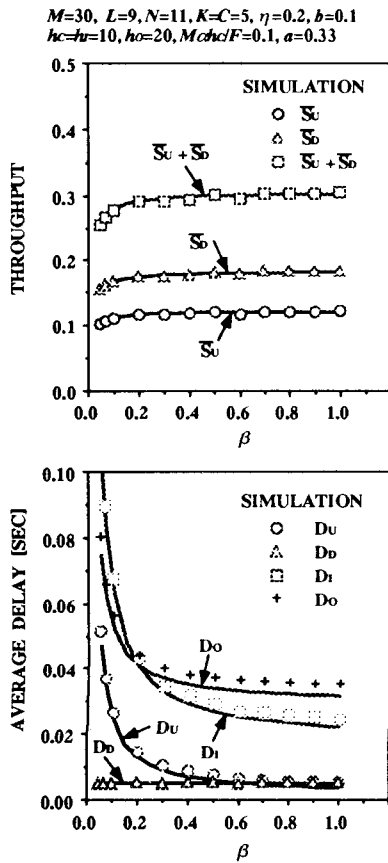 M=30, L=9, N=11, K=C=5, η=0.2, b=0.1
hc=hI=10, ho=20, Mc·hc/F=0.1, a=0.33
SIMULATION
S̅U
S̅D
S̅U + S̅D
S̅U + S̅D
S̅D
S̅U
THROUGHPUT
0.5
0.4
0.3
0.2
0.1
0.0
0.0 0.2 0.4 0.6 0.8 1.0
β
SIMULATION
DU
DD
DI
DO
DO
DU
DI
DD
AVERAGE DELAY [SEC]
0.10
0.08
0.06
0.04
0.02
0.00
0.0 0.2 0.4 0.6 0.8 1.0
β